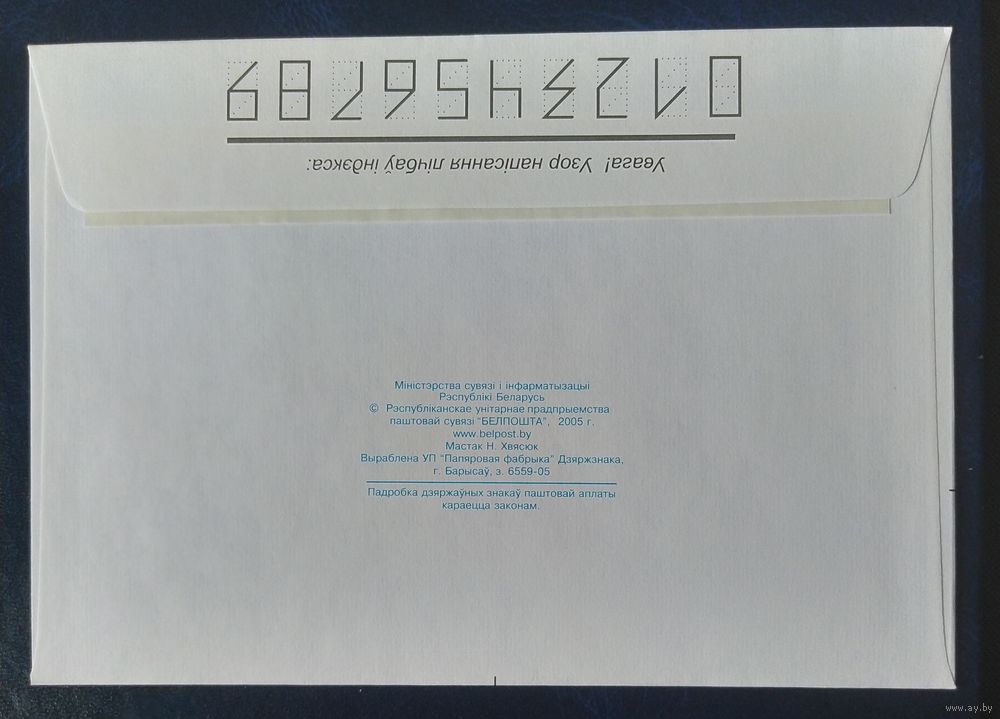 Увага! Узор напісання лічбаў індэкса:
0123456789
Міністэрства сувязі і інфарматызацыі
Рэспублікі Беларусь
© Рэспубліканскае унітарнае прадпрыемства
паштовай сувязі "БЕЛПОШТА", 2005 г.
www.belpost.by
Мастак Н. Хвясюк
Выраблена УП "Папяровая фабрыка" Дзяржзнака,
г. Барысаў, з. 6559-05
Падробка дзяржаўных знакаў паштовай аплаты
караецца законам.
www.ay.by